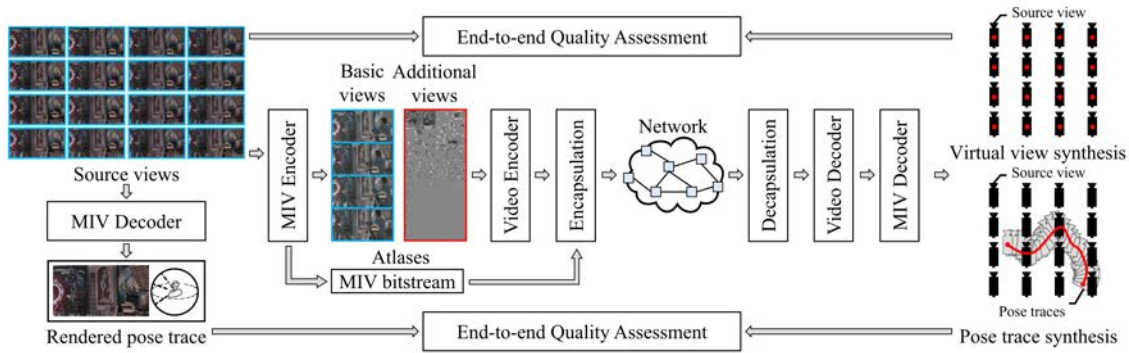 End-to-end Quality Assessment
Source view
Basic views
Additional views
MIV Encoder
Video Encoder
Encapsulation
Network
Decapsulation
Video Decoder
MIV Decoder
Virtual view synthesis
Source views
Source view
MIV Decoder
Atlases
MIV bitstream
Pose traces
Rendered pose trace
End-to-end Quality Assessment
Pose trace synthesis